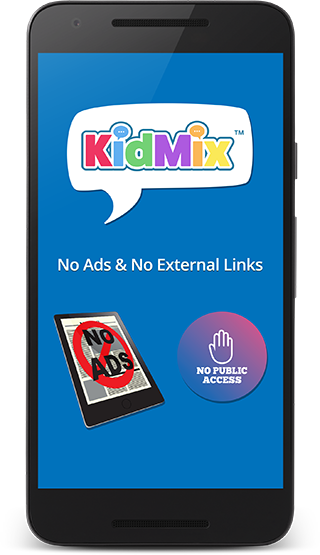 KidMix™
No Ads & No External Links
NO
ADS
NO PUBLIC
ACCESS